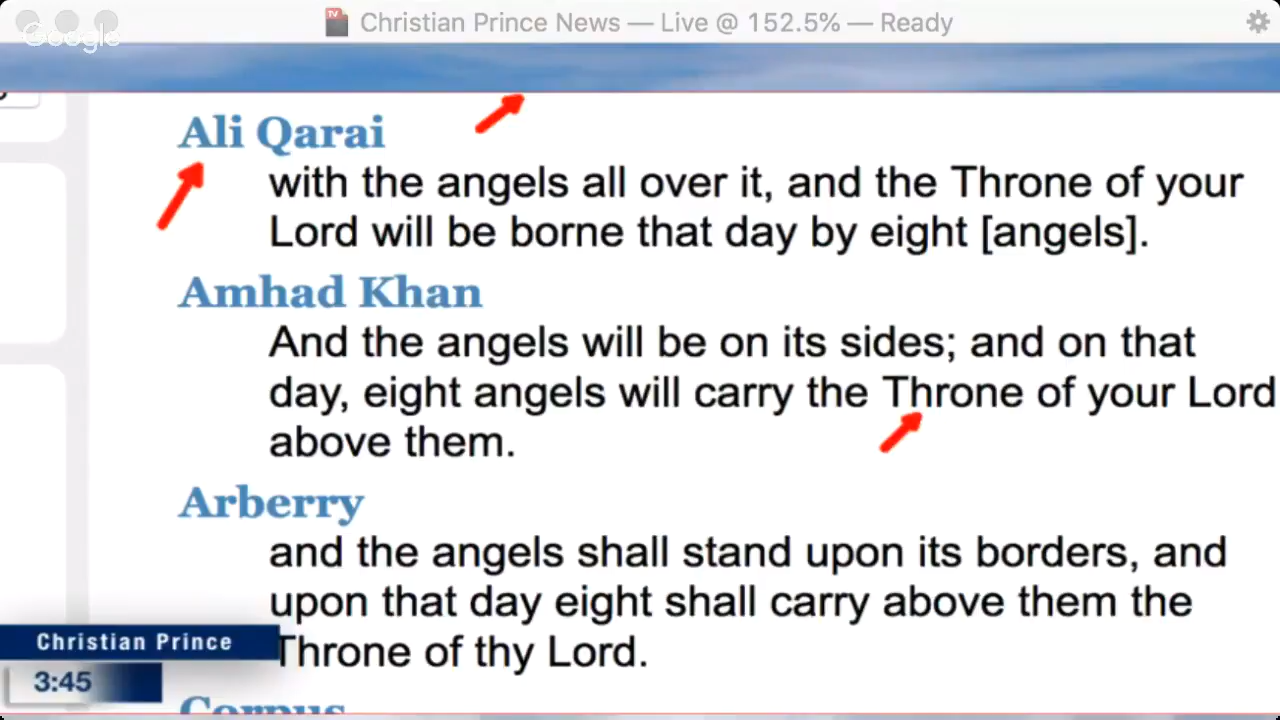 Christian Prince News — Live @ 152.5% — Ready
Google
Ali Qarai
with the angels all over it, and the Throne of your
Lord will be borne that day by eight [angels].
Amhad Khan
And the angels will be on its sides; and on that
day, eight angels will carry the Throne of your Lord
above them.
Arberry
and the angels shall stand upon its borders, and
upon that day eight shall carry above them the
Throne of thy Lord.
Christian Prince
3:45
Corpus